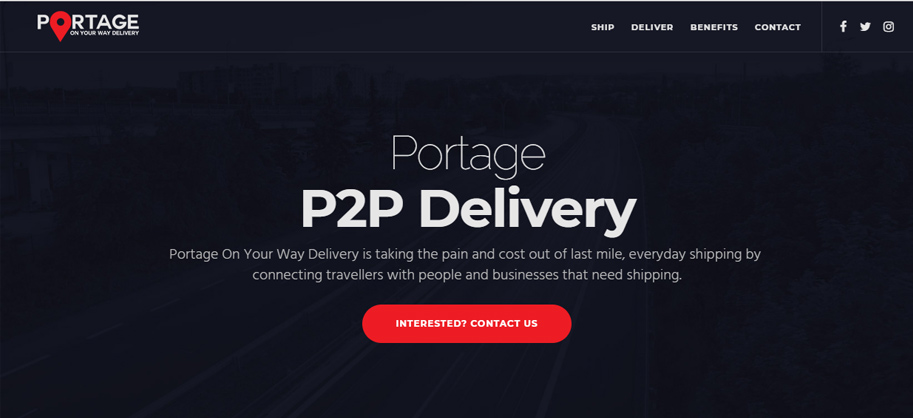 PORTAGE
ON YOUR WAY DELIVERY
SHIP DELIVER BENEFITS CONTACT
Portage
P2P Delivery
Portage On Your Way Delivery is taking the pain and cost out of last mile, everyday shipping by
connecting travellers with people and businesses that need shipping.
INTERESTED? CONTACT US